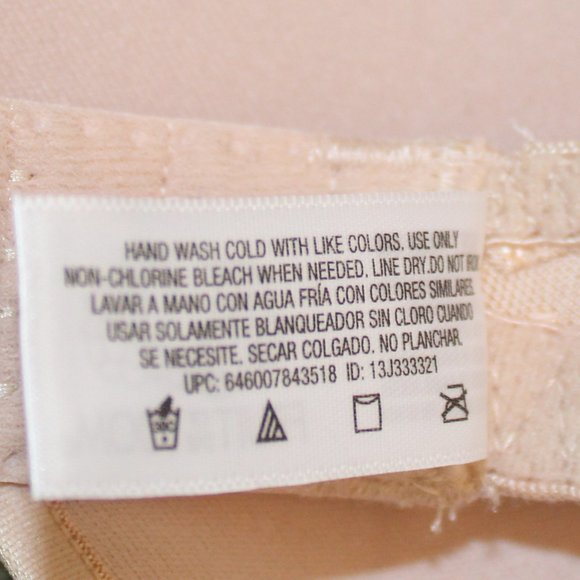 HAND WASH COLD WITH LIKE COLORS. USE ONLY
NON-CHLORINE BLEACH WHEN NEEDED. LINE DRY.DO NOT IRON
LAVAR A MANO CON AGUA FRÍA CON COLORES SIMILARES.
USAR SOLAMENTE BLANQUEADOR SIN CLORO CUANDO
SE NECESITE. SECAR COLGADO. NO PLANCHAR.
UPC: 646007843518 ID: 13J333321
30C